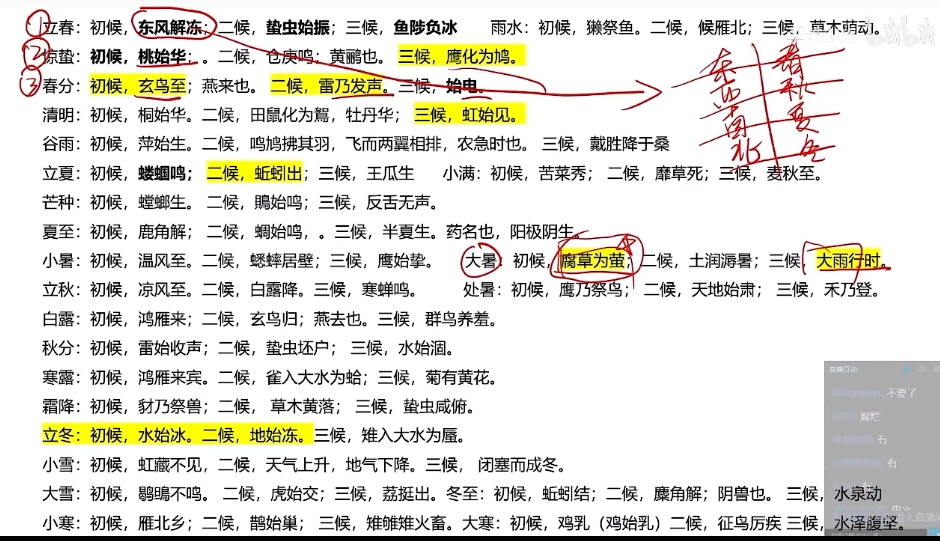 ① 立春：初候，东风解冻；二候，蛰虫始振；三候，鱼陟负冰 雨水：初候，獭祭鱼。二候，候雁北；三候，草木萌动。
② 惊蛰：初候，桃始华；。二候，仓庚鸣；黄鹂也。 三候，鹰化为鸠。
③ 春分：初候，玄鸟至；燕来也。 二候，雷乃发声。三候，始电。
东 春
西 秋
南 夏
北 冬
清明：初候，桐始华。二候，田鼠化为鴽，牡丹华； 三候，虹始见。
谷雨：初候，萍始生。二候，鸣鸠拂其羽，飞而两翼相排，农急时也。 三候，戴胜降于桑
立夏：初候，蝼蝈鸣； 二候，蚯蚓出；三候，王瓜生 小满：初候，苦菜秀； 二候，靡草死；三候，麦秋至。
芒种：初候，螳螂生。 二候，鵙始鸣；三候，反舌无声。
夏至：初候，鹿角解； 二候，蜩始鸣，。三候，半夏生。药名也，阳极阴生。
小暑：初候，温风至。二候，蟋蟀居壁；三候，鹰始挚。 大暑：初候，腐草为萤；二候，土润溽暑；三候，大雨行时。
立秋：初候，凉风至。二候，白露降。三候，寒蝉鸣。 处暑：初候，鹰乃祭鸟； 二候，天地始肃； 三候，禾乃登。
白露：初候，鸿雁来；二候，玄鸟归；燕去也。三候，群鸟养羞。
秋分：初候，雷始收声；二候，蛰虫坯户； 三候，水始涸。
寒露：初候，鸿雁来宾。二候，雀入大水为蛤；三候，菊有黄花。
霜降：初候，豺乃祭兽；二候， 草木黄落； 三候，蛰虫咸俯。
立冬：初候，水始冰。二候，地始冻。三候，雉入大水为蜃。
小雪：初候，虹藏不见，二候，天气上升，地气下降。三候， 闭塞而成冬。
大雪：初候，鹖鴠不鸣。 二候，虎始交；三候，荔挺出。冬至：初候，蚯蚓结；二候，麋角解；阴兽也。 三候，水泉动
小寒：初候，雁北乡；二候，鹊始巢； 三候，雉雊雉火畜。大寒：初候，鸡乳（鸡始乳）二候，征鸟厉疾 三候，水泽腹坚。
直播互动
不要了
腐烂
右
有